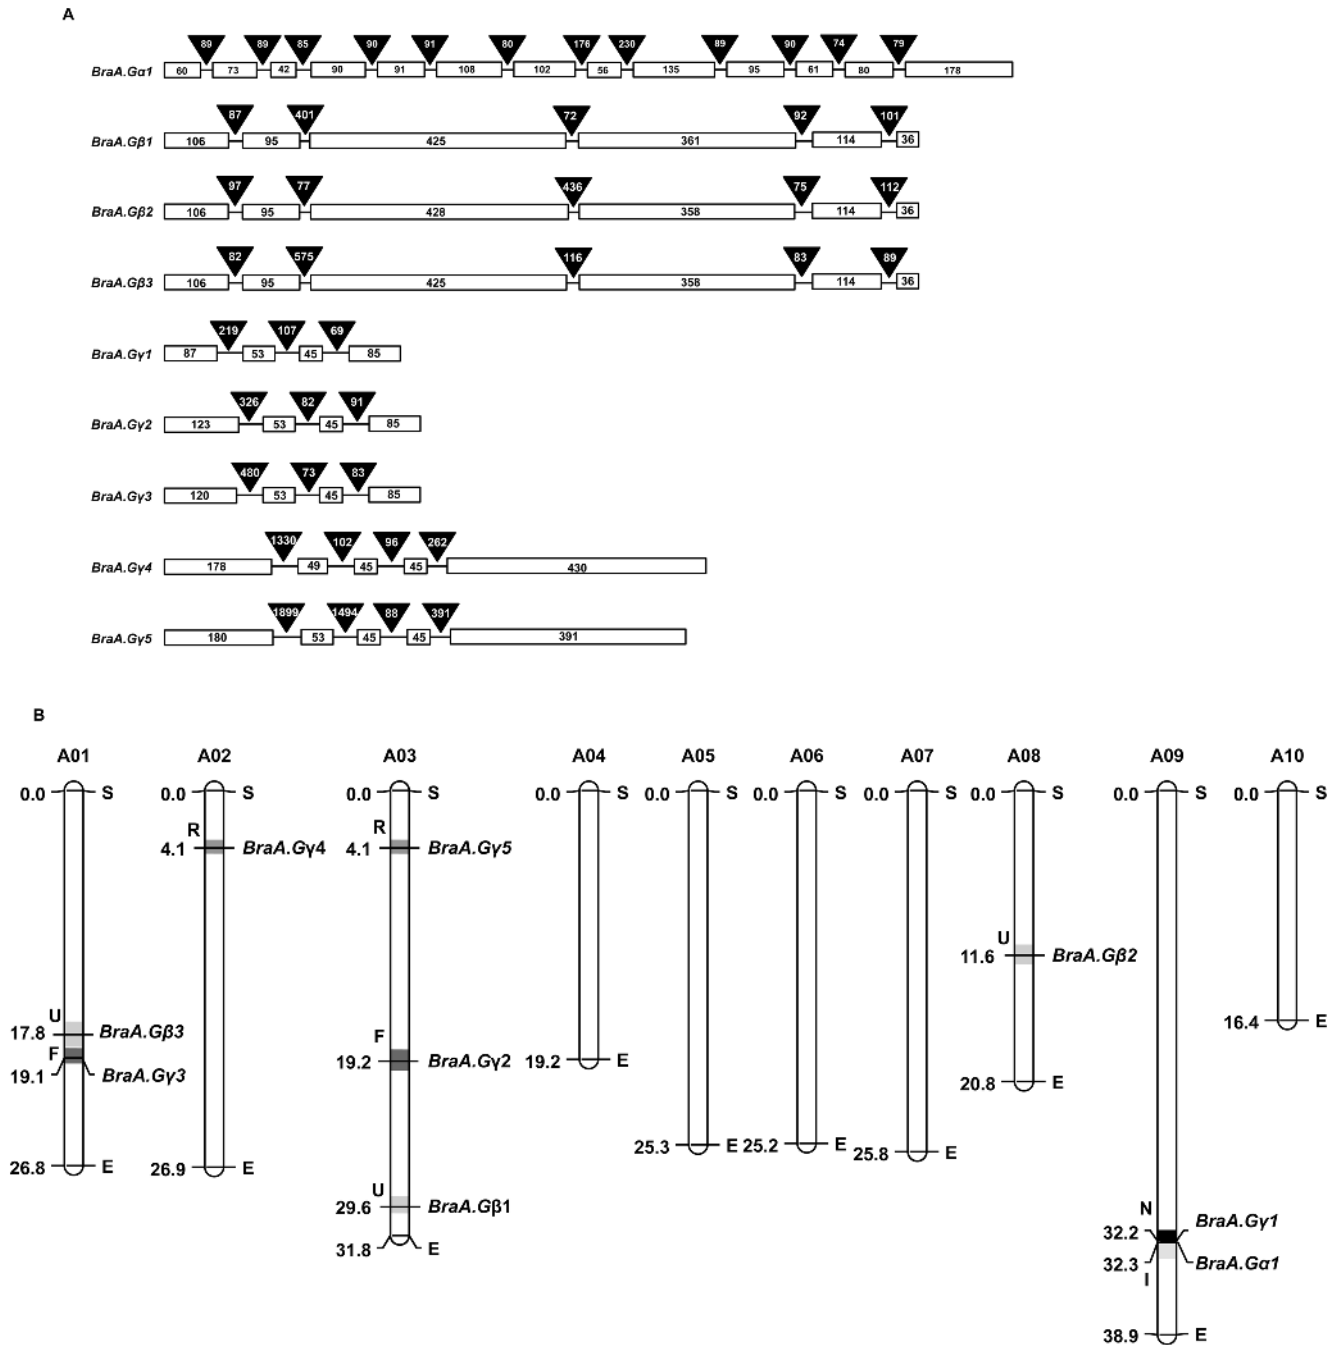 A
89 89 85 90 91 80 176 230 89 90 74 79
BraA.Gα1 60 73 42 90 91 108 102 56 135 95 61 80 178
87 401 72 92 101
BraA.Gβ1 106 95 425 361 114 36
97 77 436 75 112
BraA.Gβ2 106 95 428 358 114 36
82 575 116 83 89
BraA.Gβ3 106 95 425 358 114 36
219 107 69
BraA.Gγ1 87 53 45 85
326 82 91
BraA.Gγ2 123 53 45 85
480 73 83
BraA.Gγ3 120 53 45 85
1330 102 96 262
BraA.Gγ4 178 49 45 45 430
1899 1494 88 391
BraA.Gγ5 180 53 45 45 391
B
A01 A02 A03 A04 A05 A06 A07 A08 A09 A10
0.0 S 0.0 S 0.0 S 0.0 S 0.0 S 0.0 S 0.0 S 0.0 S 0.0 S 0.0 S
R R
4.1 BraA.Gγ4 4.1 BraA.Gγ5
U
11.6 BraA.Gβ2
U
17.8 BraA.Gβ3
16.4 E
F F
19.2 BraA.Gγ2 19.2 E
19.1 BraA.Gγ3
20.8 E
25.3 E 25.2 E 25.8 E
26.8 E 26.9 E
U
29.6 BraA.Gβ1
N
32.2 BraA.Gγ1
31.8 E
32.3 BraA.Gα1
I
38.9 E